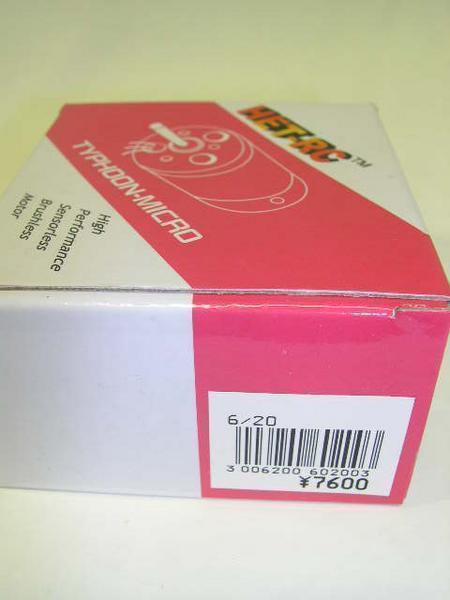 HET-RC™
TYPHOON-MICRO
High
Performance
Sensorless
Brushless
Motor
6/20
3 006200 602003
¥7600